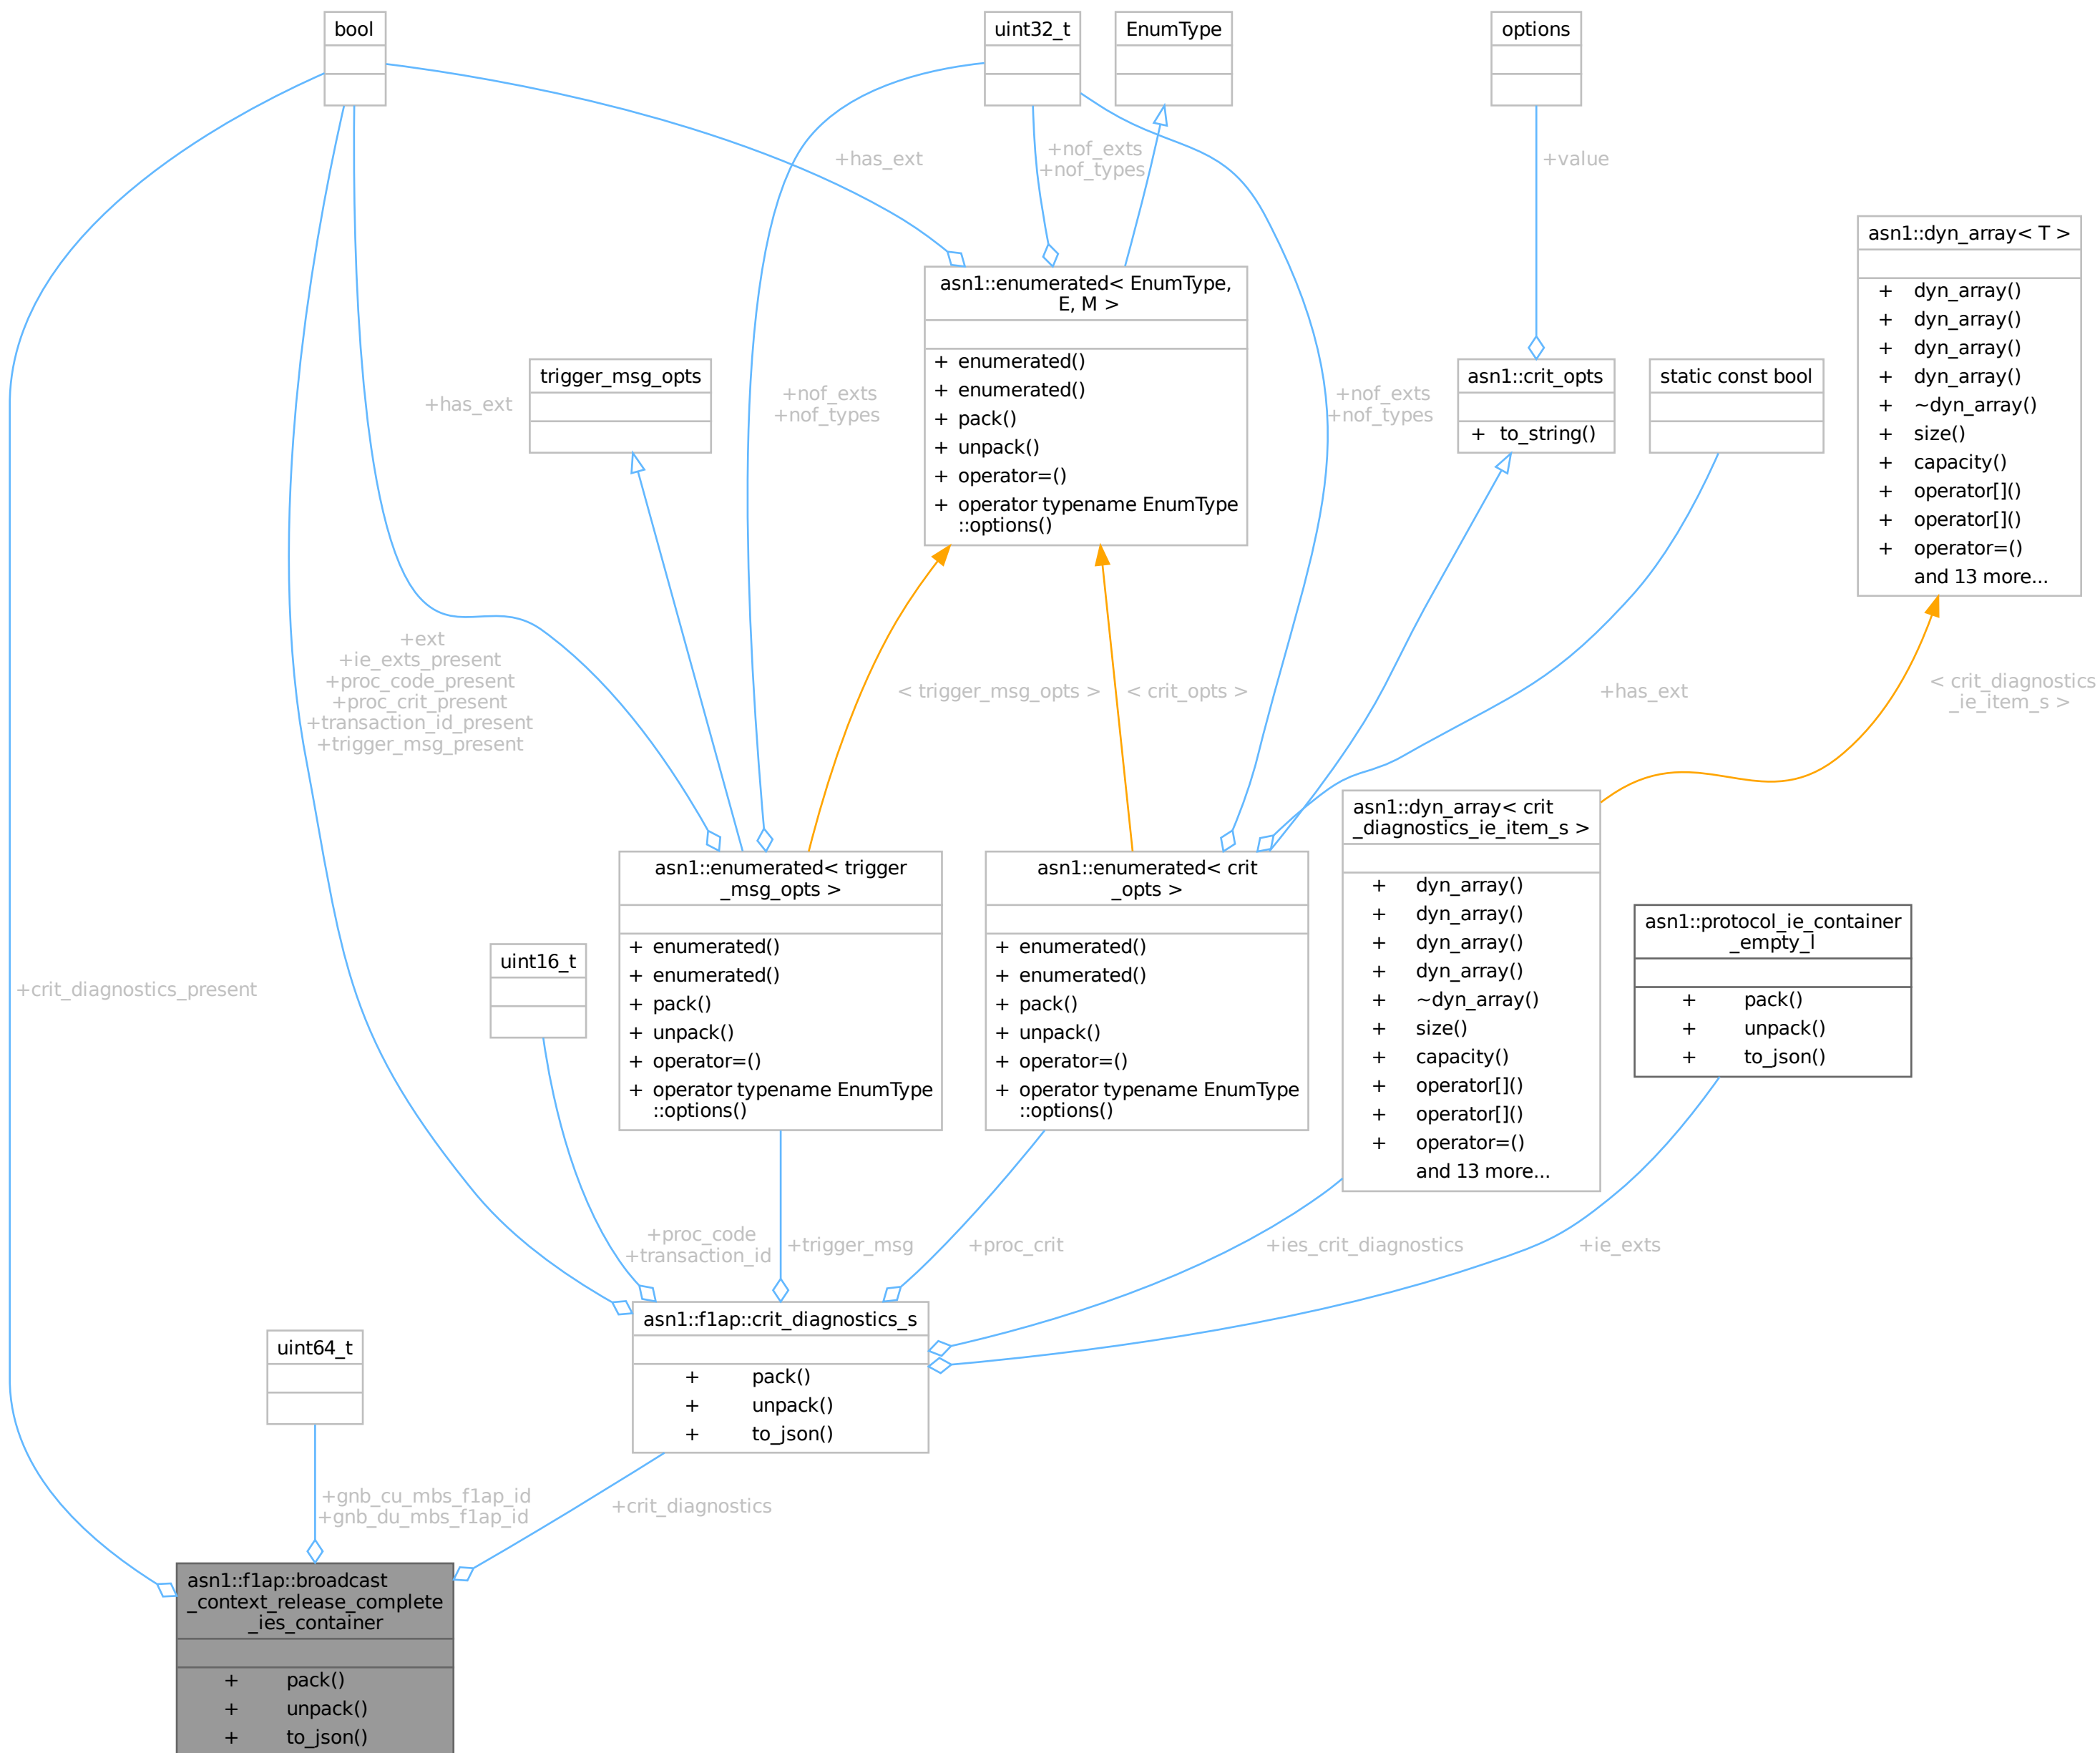 bool
uint32_t
EnumType
options
+has_ext
+nof_exts
+nof_types
+value
asn1::dyn_array< T >
+ dyn_array()
+ dyn_array()
+ dyn_array()
+ dyn_array()
+ ~dyn_array()
+ size()
+ capacity()
+ operator[]()
+ operator[]()
+ operator=()
and 13 more...
asn1::enumerated< EnumType,
E, M >
+ enumerated()
+ enumerated()
+ pack()
+ unpack()
+ operator=()
+ operator typename EnumType
::options()
trigger_msg_opts
+has_ext
+nof_exts
+nof_types
+nof_exts
+nof_types
asn1::crit_opts
+ to_string()
static const bool
+ext
+ie_exts_present
+proc_code_present
+proc_crit_present
+transaction_id_present
+trigger_msg_present
< trigger_msg_opts >
< crit_opts >
+has_ext
< crit_diagnostics
_ie_item_s >
asn1::enumerated< trigger
_msg_opts >
+ enumerated()
+ enumerated()
+ pack()
+ unpack()
+ operator=()
+ operator typename EnumType
::options()
asn1::enumerated< crit
_opts >
+ enumerated()
+ enumerated()
+ pack()
+ unpack()
+ operator=()
+ operator typename EnumType
::options()
asn1::dyn_array< crit
_diagnostics_ie_item_s >
+ dyn_array()
+ dyn_array()
+ dyn_array()
+ dyn_array()
+ ~dyn_array()
+ size()
+ capacity()
+ operator[]()
+ operator[]()
+ operator=()
and 13 more...
asn1::protocol_ie_container
_empty_l
+ pack()
+ unpack()
+ to_json()
uint16_t
+crit_diagnostics_present
+proc_code
+transaction_id
+trigger_msg
+proc_crit
+ies_crit_diagnostics
+ie_exts
asn1::f1ap::crit_diagnostics_s
+ pack()
+ unpack()
+ to_json()
uint64_t
+gnb_cu_mbs_f1ap_id
+gnb_du_mbs_f1ap_id
+crit_diagnostics
asn1::f1ap::broadcast
_context_release_complete
_ies_container
+ pack()
+ unpack()
+ to_json()